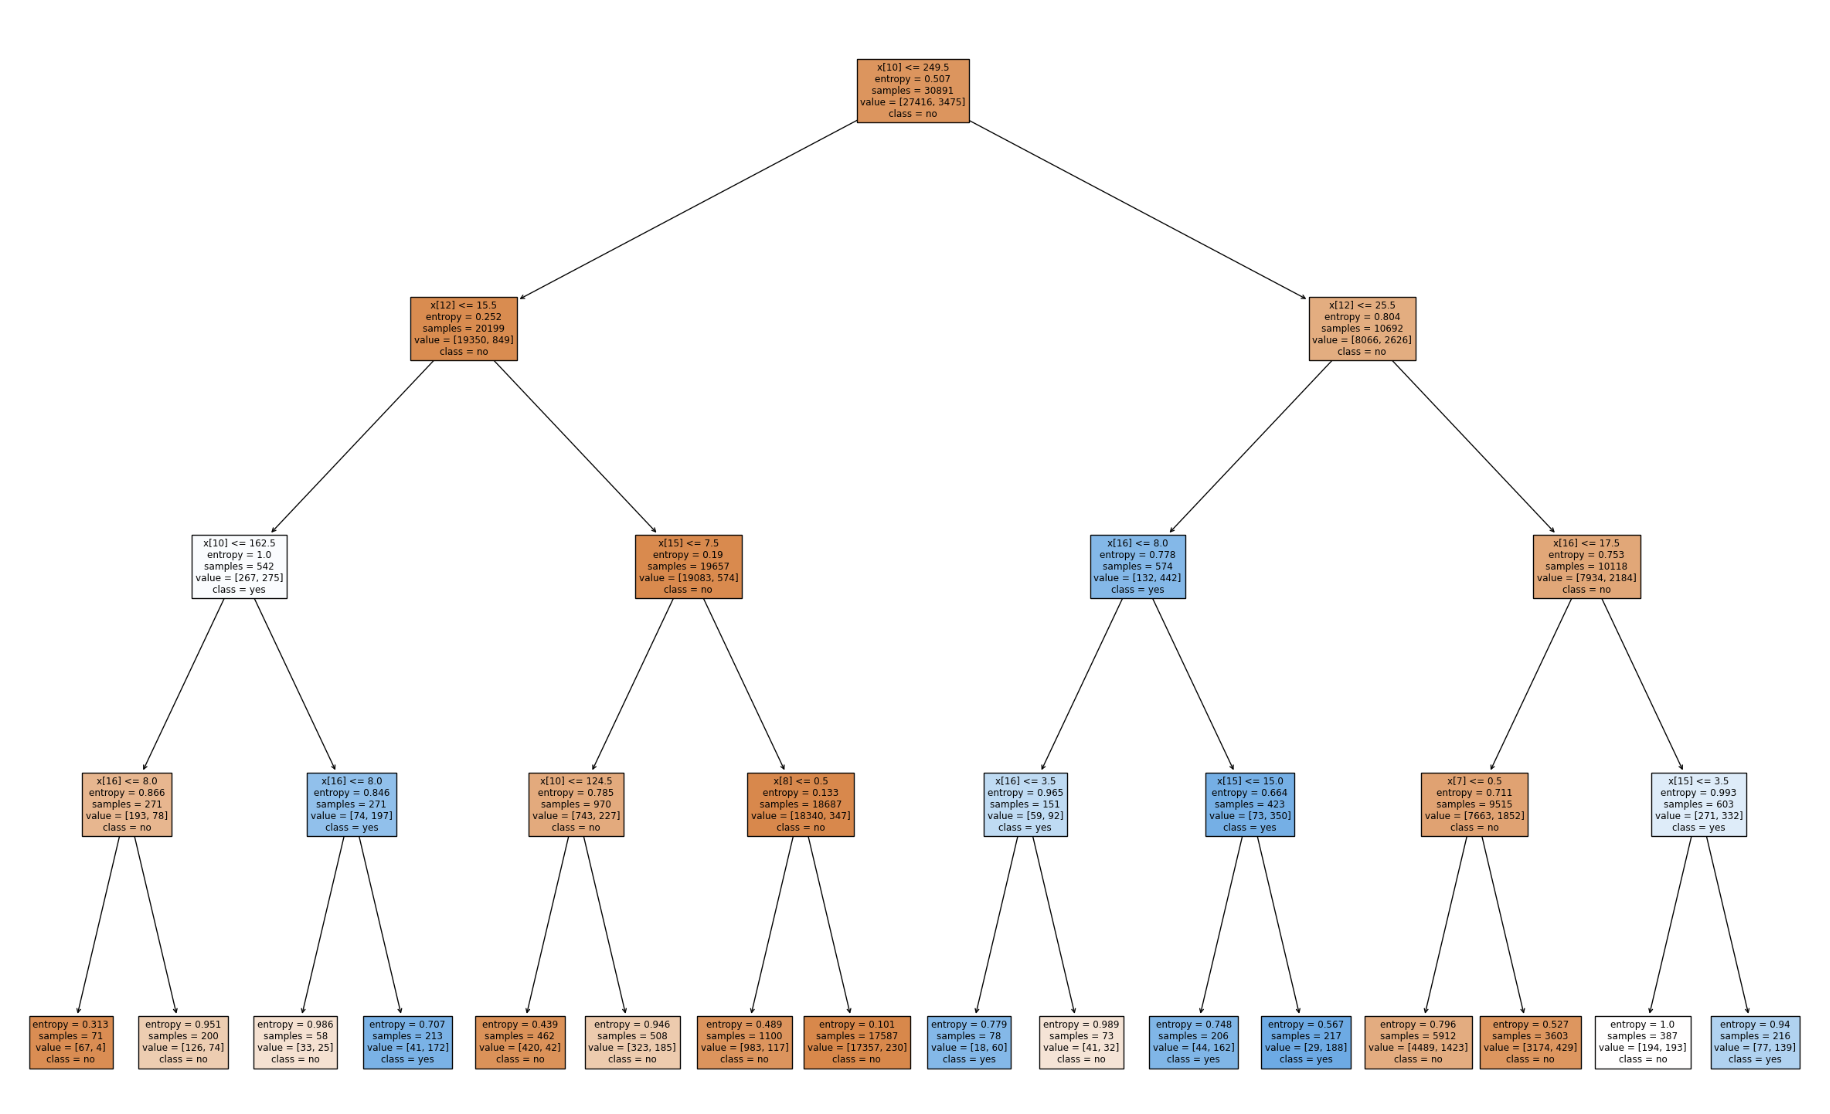 x[10] <= 249.5
entropy = 0.507
samples = 30891
value = [27416, 3475]
class = no
x[12] <= 15.5
entropy = 0.252
samples = 20199
value = [19350, 849]
class = no
x[12] <= 25.5
entropy = 0.804
samples = 10692
value = [8066, 2626]
class = no
x[10] <= 162.5
entropy = 1.0
samples = 542
value = [267, 275]
class = yes
x[15] <= 7.5
entropy = 0.19
samples = 19657
value = [19083, 574]
class = no
x[16] <= 8.0
entropy = 0.778
samples = 574
value = [132, 442]
class = yes
x[16] <= 17.5
entropy = 0.753
samples = 10118
value = [7934, 2184]
class = no
x[16] <= 8.0
entropy = 0.866
samples = 271
value = [193, 78]
class = no
x[16] <= 8.0
entropy = 0.846
samples = 271
value = [74, 197]
class = yes
x[10] <= 124.5
entropy = 0.785
samples = 970
value = [743, 227]
class = no
x[8] <= 0.5
entropy = 0.133
samples = 18687
value = [18340, 347]
class = no
x[16] <= 3.5
entropy = 0.965
samples = 151
value = [59, 92]
class = yes
x[15] <= 15.0
entropy = 0.664
samples = 423
value = [73, 350]
class = yes
x[7] <= 0.5
entropy = 0.711
samples = 9515
value = [7663, 1852]
class = no
x[15] <= 3.5
entropy = 0.993
samples = 603
value = [271, 332]
class = yes
entropy = 0.313
samples = 71
value = [67, 4]
class = no
entropy = 0.951
samples = 200
value = [126, 74]
class = no
entropy = 0.986
samples = 58
value = [33, 25]
class = no
entropy = 0.707
samples = 213
value = [41, 172]
class = yes
entropy = 0.439
samples = 462
value = [420, 42]
class = no
entropy = 0.946
samples = 508
value = [323, 185]
class = no
entropy = 0.489
samples = 1100
value = [983, 117]
class = no
entropy = 0.101
samples = 17587
value = [17357, 230]
class = no
entropy = 0.779
samples = 78
value = [18, 60]
class = yes
entropy = 0.989
samples = 73
value = [41, 32]
class = no
entropy = 0.748
samples = 206
value = [44, 162]
class = yes
entropy = 0.567
samples = 217
value = [29, 188]
class = yes
entropy = 0.796
samples = 5912
value = [4489, 1423]
class = no
entropy = 0.527
samples = 3603
value = [3174, 429]
class = no
entropy = 1.0
samples = 387
value = [194, 193]
class = no
entropy = 0.94
samples = 216
value = [77, 139]
class = yes